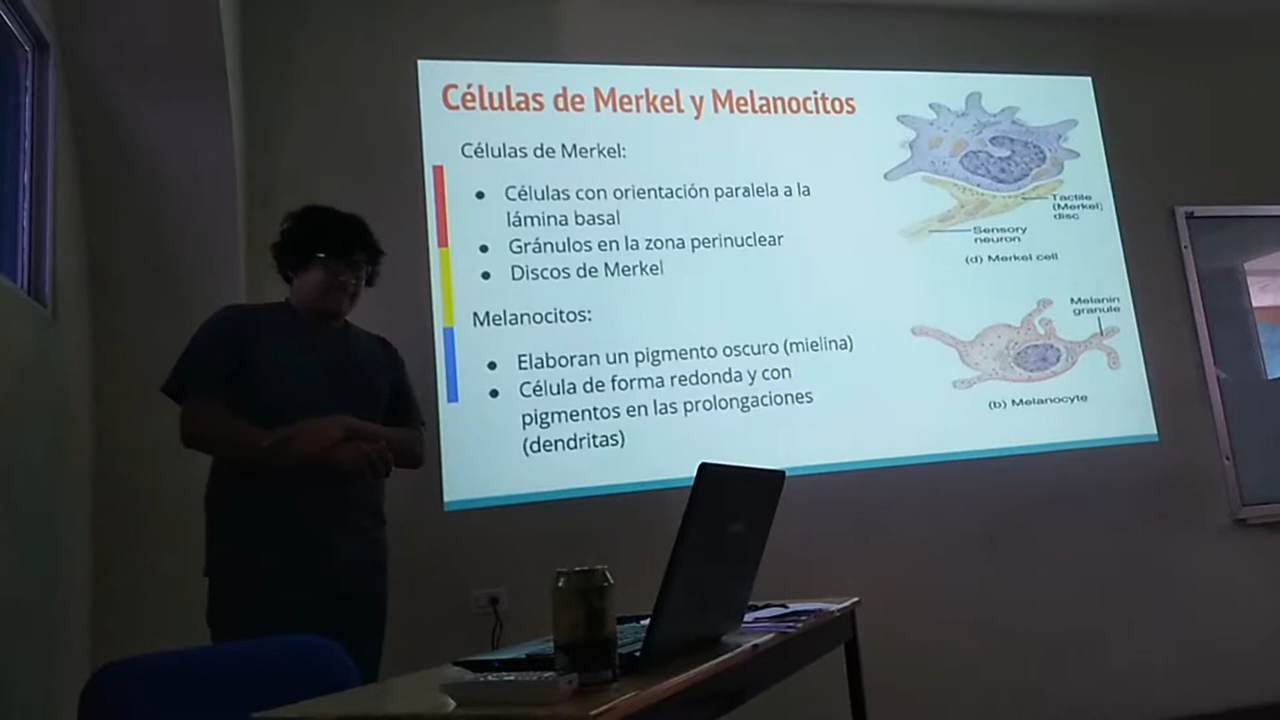 Células de Merkel y Melanocitos
Células de Merkel:
Células con orientación paralela a la
lámina basal
Gránulos en la zona perinuclear
Discos de Merkel
Melanocitos:
Elaboran un pigmento oscuro (mielina)
Célula de forma redonda y con
pigmentos en las prolongaciones
(dendritas)
Tactile
(Merkel)
disc
Sensory
neuron
(d) Merkel cell
Melanin
granule
(b) Melanocyte